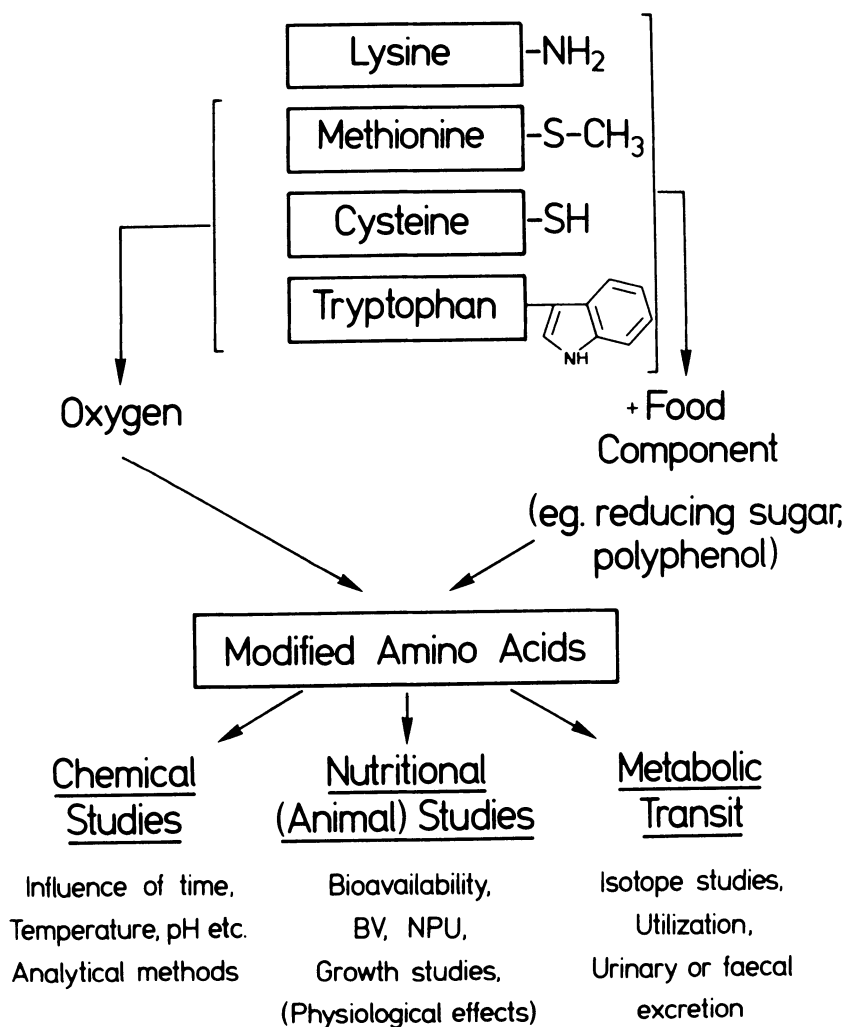 Lysine -NH₂
Methionine -S-CH₃
Cysteine -SH
Tryptophan
NH
Oxygen
+ Food
Component
(eg. reducing sugar,
polyphenol)
Modified Amino Acids
Chemical
Studies
Influence of time,
Temperature, pH etc.
Analytical methods
Nutritional
(Animal) Studies
Bioavailability,
BV, NPU,
Growth studies,
(Physiological effects)
Metabolic
Transit
Isotope studies,
Utilization,
Urinary or faecal
excretion